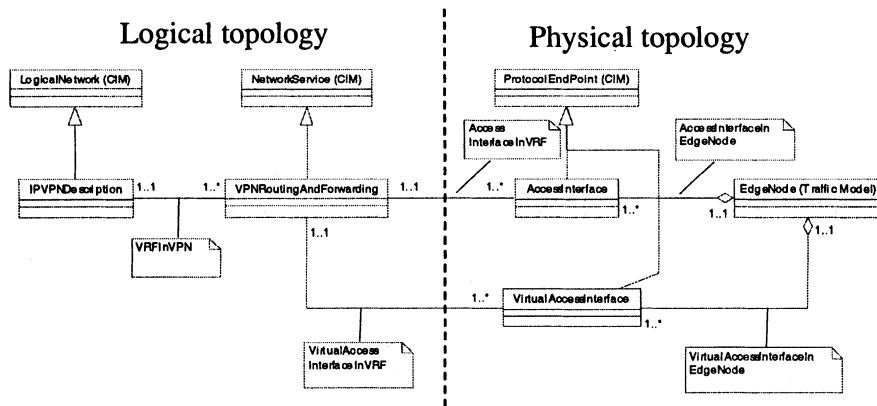 Logical topology
Physical topology
LogicalNetwork (CIM)
NetworkService (CIM)
ProtocolEndPoint (CIM)
Access
InterfaceInVRF
AccessInterfaceIn
EdgeNode
IPVPNDescription
1..1
1..*
VPNRoutingAndForwarding
1..1
1..*
AccessInterface
1..*
1..1
EdgeNode (Traffic Model)
1..1
1..1
VRFInVPN
1..*
VirtualAccessInterface
1..*
VirtualAccess
InterfaceInVRF
VirtualAccessInterfaceIn
EdgeNode